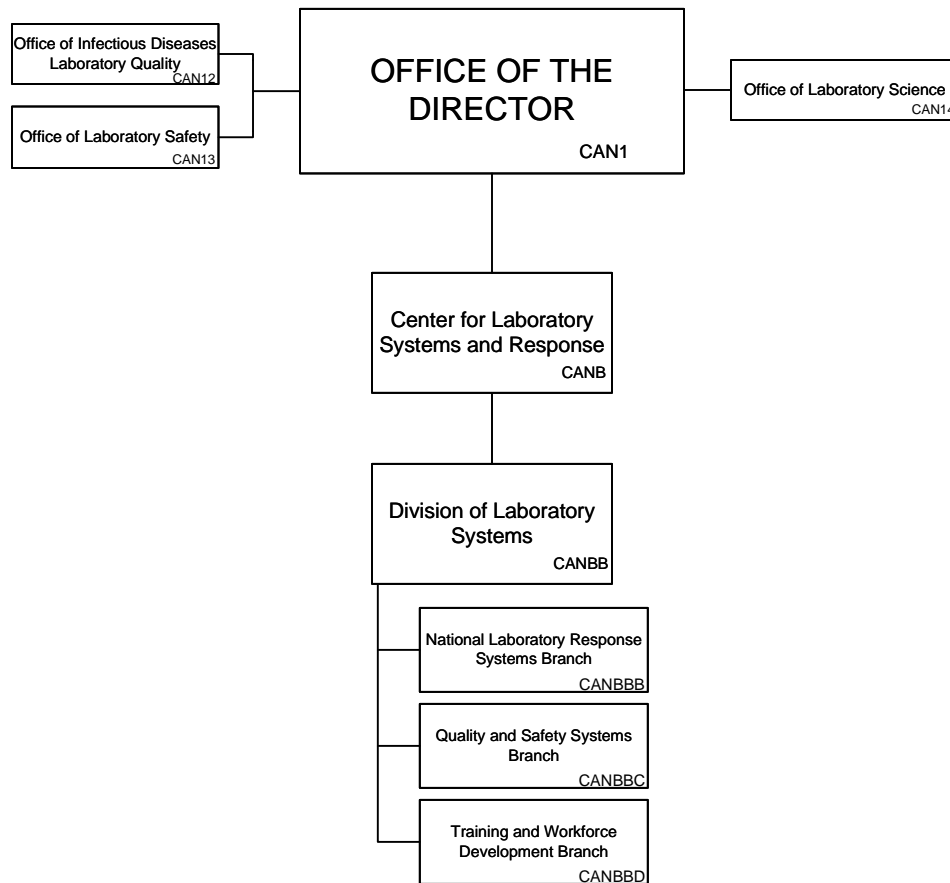 Office of Infectious Diseases
Laboratory Quality
CAN12
Office of Laboratory Safety
CAN13
OFFICE OF THE
DIRECTOR
CAN1
Office of Laboratory Science
CAN14
Center for Laboratory
Systems and Response
CANB
Division of Laboratory
Systems
CANBB
National Laboratory Response
Systems Branch
CANBBB
Quality and Safety Systems
Branch
CANBBC
Training and Workforce
Development Branch
CANBBD